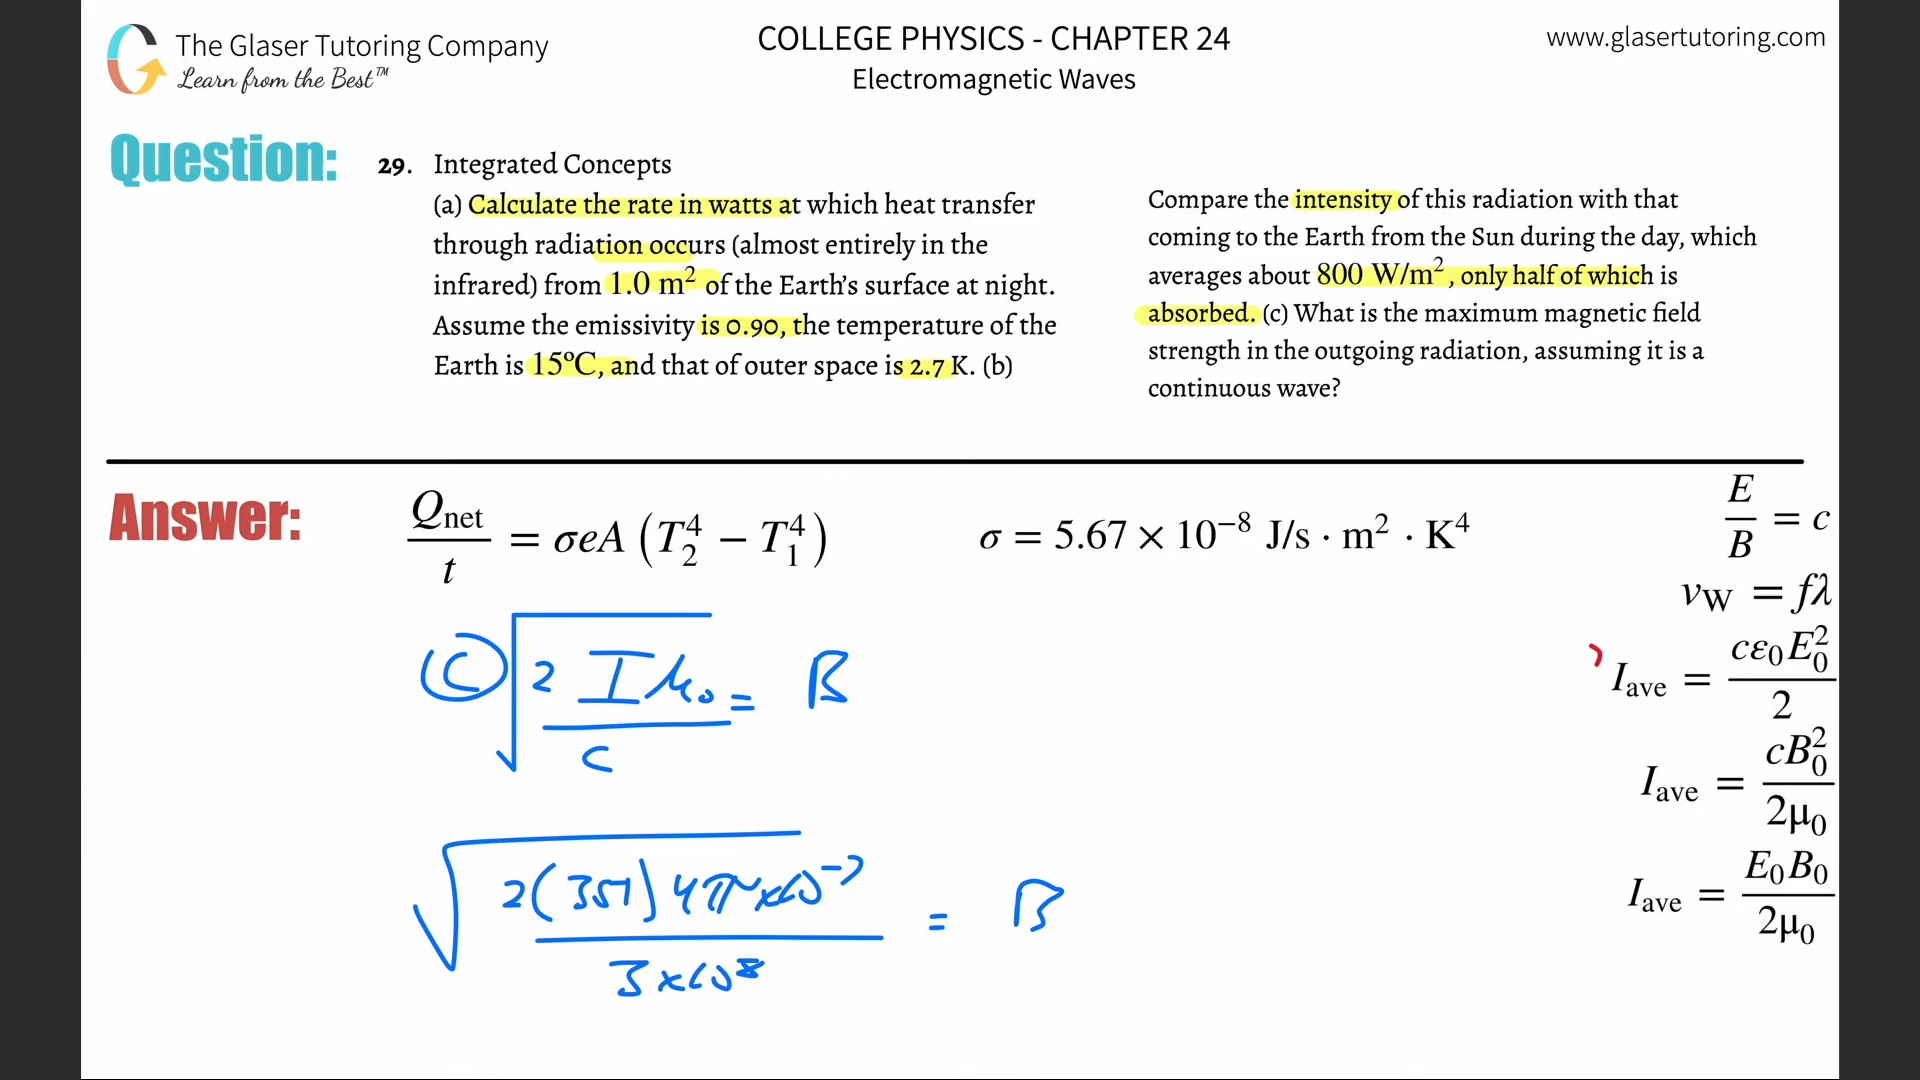 The Glaser Tutoring Company
Learn from the Best™
COLLEGE PHYSICS - CHAPTER 24
Electromagnetic Waves
www.glasertutoring.com
Question:
29. Integrated Concepts
(a) Calculate the rate in watts at which heat transfer
through radiation occurs (almost entirely in the
infrared) from 1.0 m² of the Earth's surface at night.
Assume the emissivity is 0.90, the temperature of the
Earth is 15ºC, and that of outer space is 2.7 K. (b)
Compare the intensity of this radiation with that
coming to the Earth from the Sun during the day, which
averages about 800 W/m², only half of which is
absorbed. (c) What is the maximum magnetic field
strength in the outgoing radiation, assuming it is a
continuous wave?
Answer:
Q_net/t = σeA (T₂⁴ − T₁⁴)
σ = 5.67 × 10⁻⁸ J/s · m² · K⁴
E/B = c
v_W = fλ
I_ave = cε₀E₀²/2
I_ave = cB₀²/2μ₀
I_ave = E₀B₀/2μ₀
(C) √(2 I μ₀/c) = B
√(2(351)4π×10⁻⁷/3×10⁸) = B